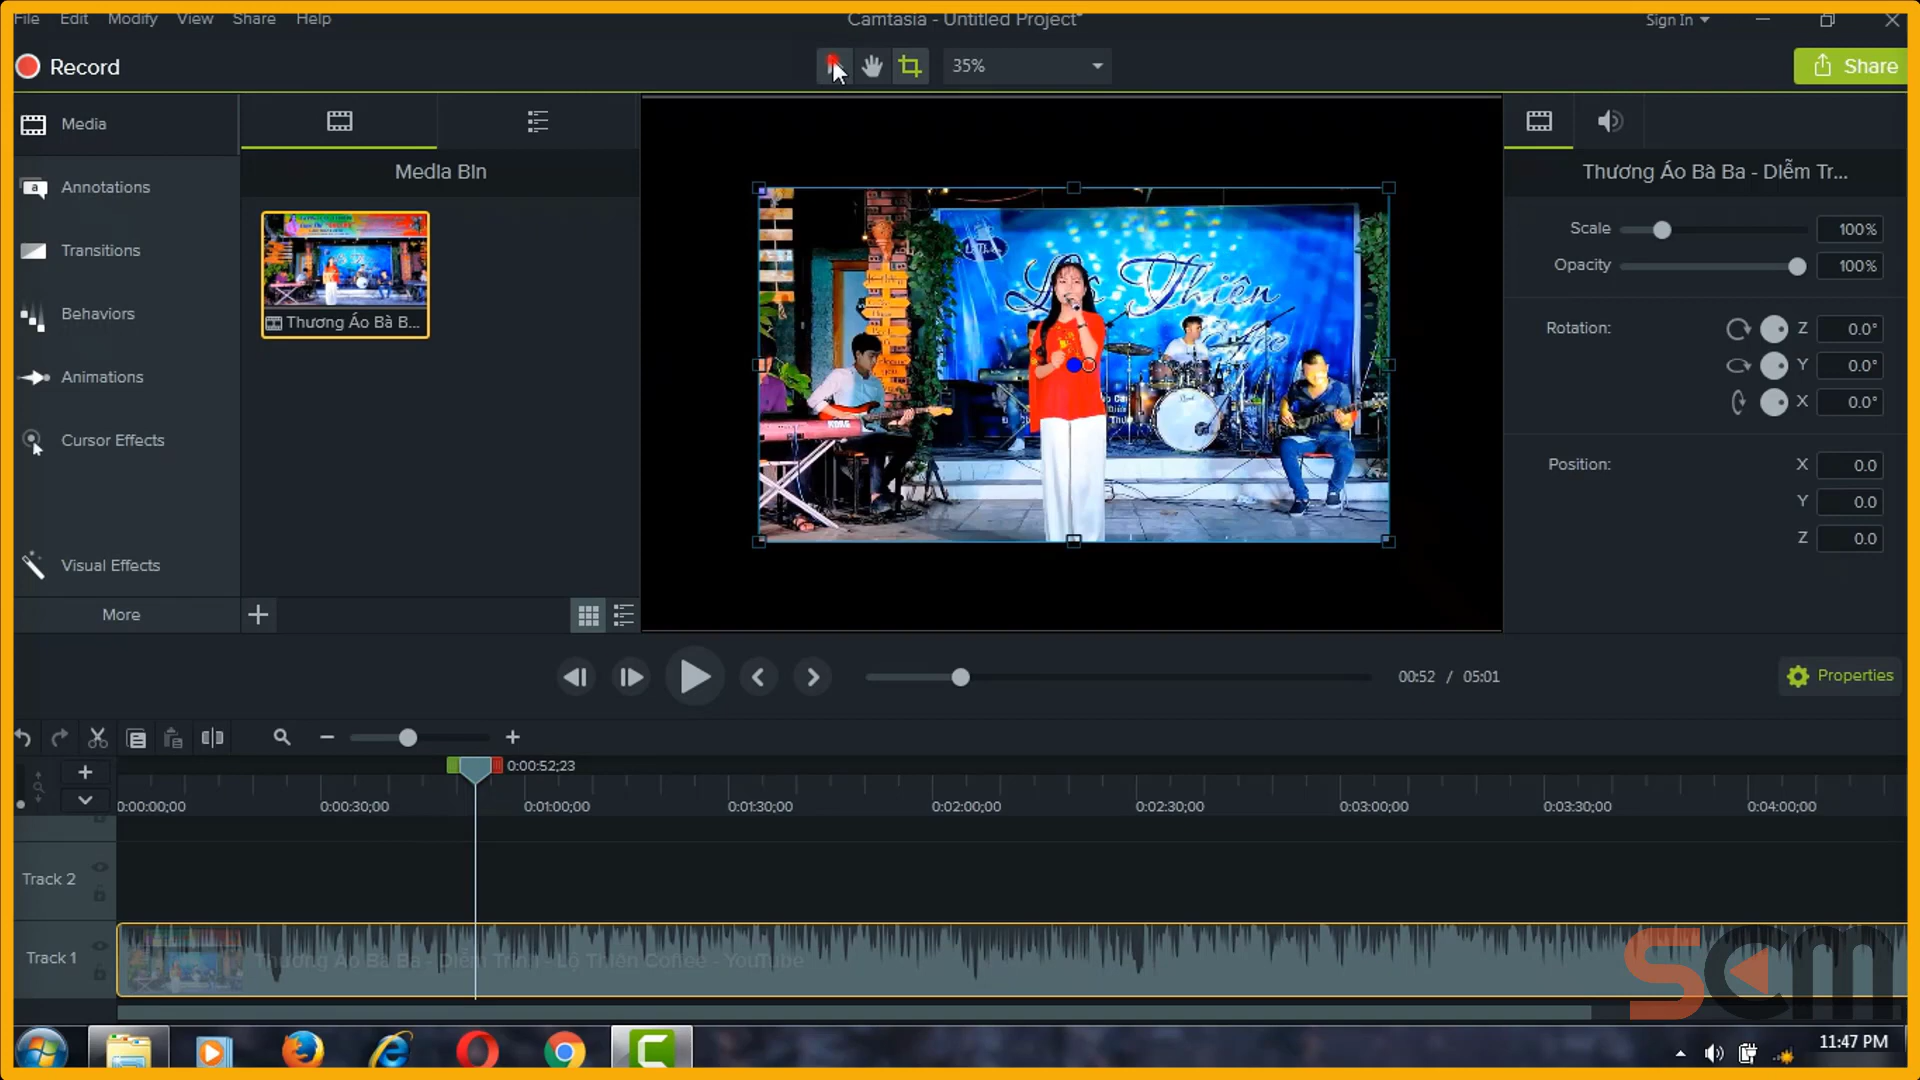 File Edit Modify View Share Help
Camtasia - Untitled Project*
Sign In
Record
35%
Share
Media
Annotations
Transitions
Behaviors
Animations
Cursor Effects
Visual Effects
More
Media Bin
Thương Áo Bà B...
Thiên
KORG
Thương Áo Bà Ba - Diễm Tr...
Scale 100%
Opacity 100%
Rotation: Z 0.0°
Y 0.0°
X 0.0°
Position: X 0.0
Y 0.0
Z 0.0
00:52 / 05:01
Properties
0:00:52;23
0:00:00;00 0:00:30;00 0:01:00;00 0:01:30;00 0:02:00;00 0:02:30;00 0:03:00;00 0:03:30;00 0:04:00;00
Track 2
Track 1
Thương Áo Bà Ba - Diễm Trinh - Lộ Thiên Coffee - YouTube
scm
11:47 PM